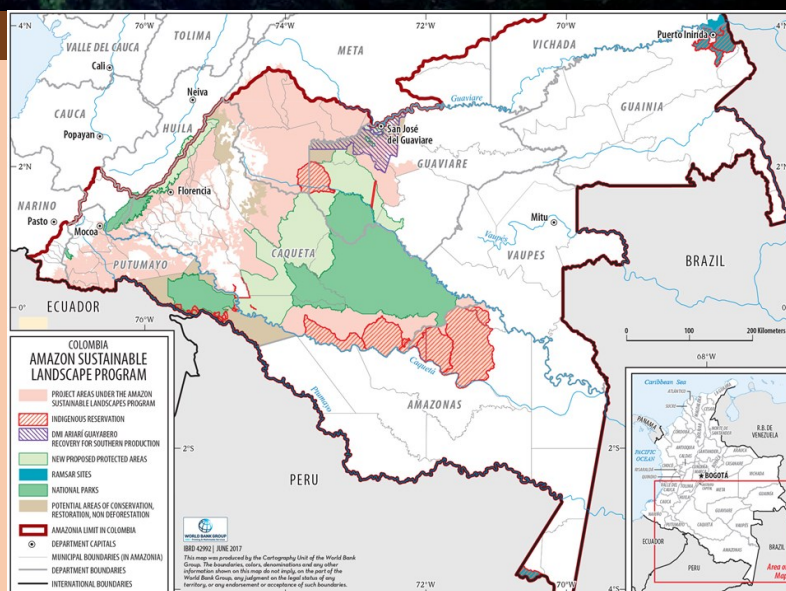 4°N
76°W
74°W
72°W
70°W
4°N
TOLIMA
VALLE DEL CAUCA
META
VICHADA
Puerto Inirida
Cali
Neiva
Guaviare
GUAINIA
CAUCA
HUILA
Popayan
San José
del Guaviare
2°N
GUAVIARE
2°N
Florencia
NARINO
Pasto
Mocoa
Mitu
Vaupés
CAQUETA
VAUPES
BRAZIL
PUTUMAYO
0°
ECUADOR
70°W
0°
0
100
200 Kilometers
Caquetá
AMAZONAS
2°S
2°S
PERU
72°W
70°W
4°S
COLOMBIA
AMAZON SUSTAINABLE
LANDSCAPE PROGRAM
PROJECT AREAS UNDER THE AMAZON
SUSTAINABLE LANDSCAPES PROGRAM
INDIGENOUS RESERVATION
DMI ARIARÍ GUAYABERO
RECOVERY FOR SOUTHERN PRODUCTION
NEW PROPOSED PROTECTED AREAS
RAMSAR SITES
NATIONAL PARKS
POTENTIAL AREAS OF CONSERVATION,
RESTORATION, NON DEFORESTATION
AMAZONIA LIMIT IN COLOMBIA
DEPARTMENT CAPITALS
MUNICIPAL BOUNDARIES (IN AMAZONIA)
DEPARTMENT BOUNDARIES
INTERNATIONAL BOUNDARIES
WORLD BANK GROUP
IBRD 42992 | JUNE 2017
This map was produced by the Cartography Unit of the World Bank
Group. The boundaries, colors, denominations and any other
information shown on this map do not imply, on the part of the
World Bank Group, any judgment on the legal status of any
territory, or any endorsement or acceptance of such boundaries.
Caribbean Sea
PANAMA
R.B. DE
VENEZUELA
PACIFIC
OCEAN
BOGOTÁ
ECUADOR
BRAZIL
PERU
Area of
Map